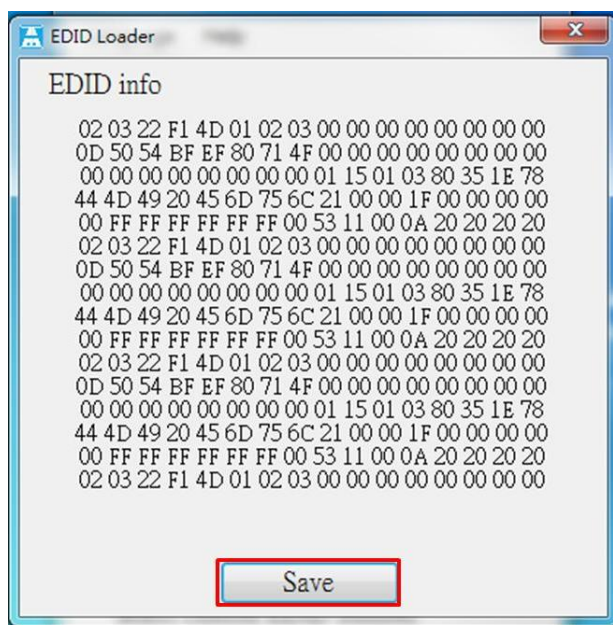 EDID Loader
EDID info
02 03 22 F1 4D 01 02 03 00 00 00 00 00 00 00 00
0D 50 54 BF EF 80 71 4F 00 00 00 00 00 00 00 00
00 00 00 00 00 00 00 00 01 15 01 03 80 35 1E 78
44 4D 49 20 45 6D 75 6C 21 00 00 1F 00 00 00 00
00 FF FF FF FF FF FF 00 53 11 00 0A 20 20 20 20
02 03 22 F1 4D 01 02 03 00 00 00 00 00 00 00 00
0D 50 54 BF EF 80 71 4F 00 00 00 00 00 00 00 00
00 00 00 00 00 00 00 00 01 15 01 03 80 35 1E 78
44 4D 49 20 45 6D 75 6C 21 00 00 1F 00 00 00 00
00 FF FF FF FF FF FF 00 53 11 00 0A 20 20 20 20
02 03 22 F1 4D 01 02 03 00 00 00 00 00 00 00 00
0D 50 54 BF EF 80 71 4F 00 00 00 00 00 00 00 00
00 00 00 00 00 00 00 00 01 15 01 03 80 35 1E 78
44 4D 49 20 45 6D 75 6C 21 00 00 1F 00 00 00 00
00 FF FF FF FF FF FF 00 53 11 00 0A 20 20 20 20
02 03 22 F1 4D 01 02 03 00 00 00 00 00 00 00 00
Save